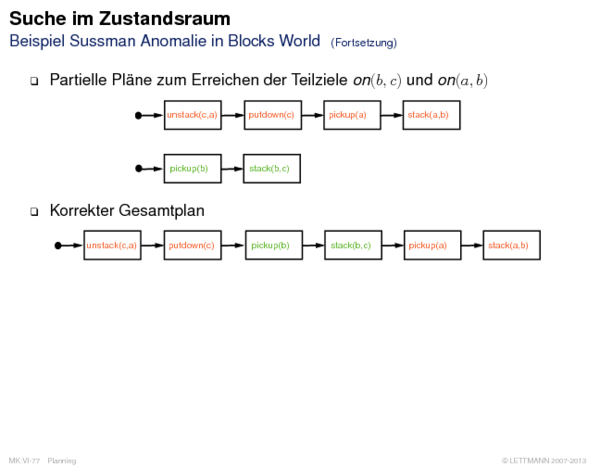 Suche im Zustandsraum
Beispiel Sussman Anomalie in Blocks World (Fortsetzung)
❑ Partielle Pläne zum Erreichen der Teilziele on(b, c) und on(a, b)
unstack(c,a) putdown(c) pickup(a) stack(a,b)
pickup(b) stack(b,c)
❑ Korrekter Gesamtplan
unstack(c,a) putdown(c) pickup(b) stack(b,c) pickup(a) stack(a,b)
MK:VI-77 Planning © LETTMANN 2007-2013